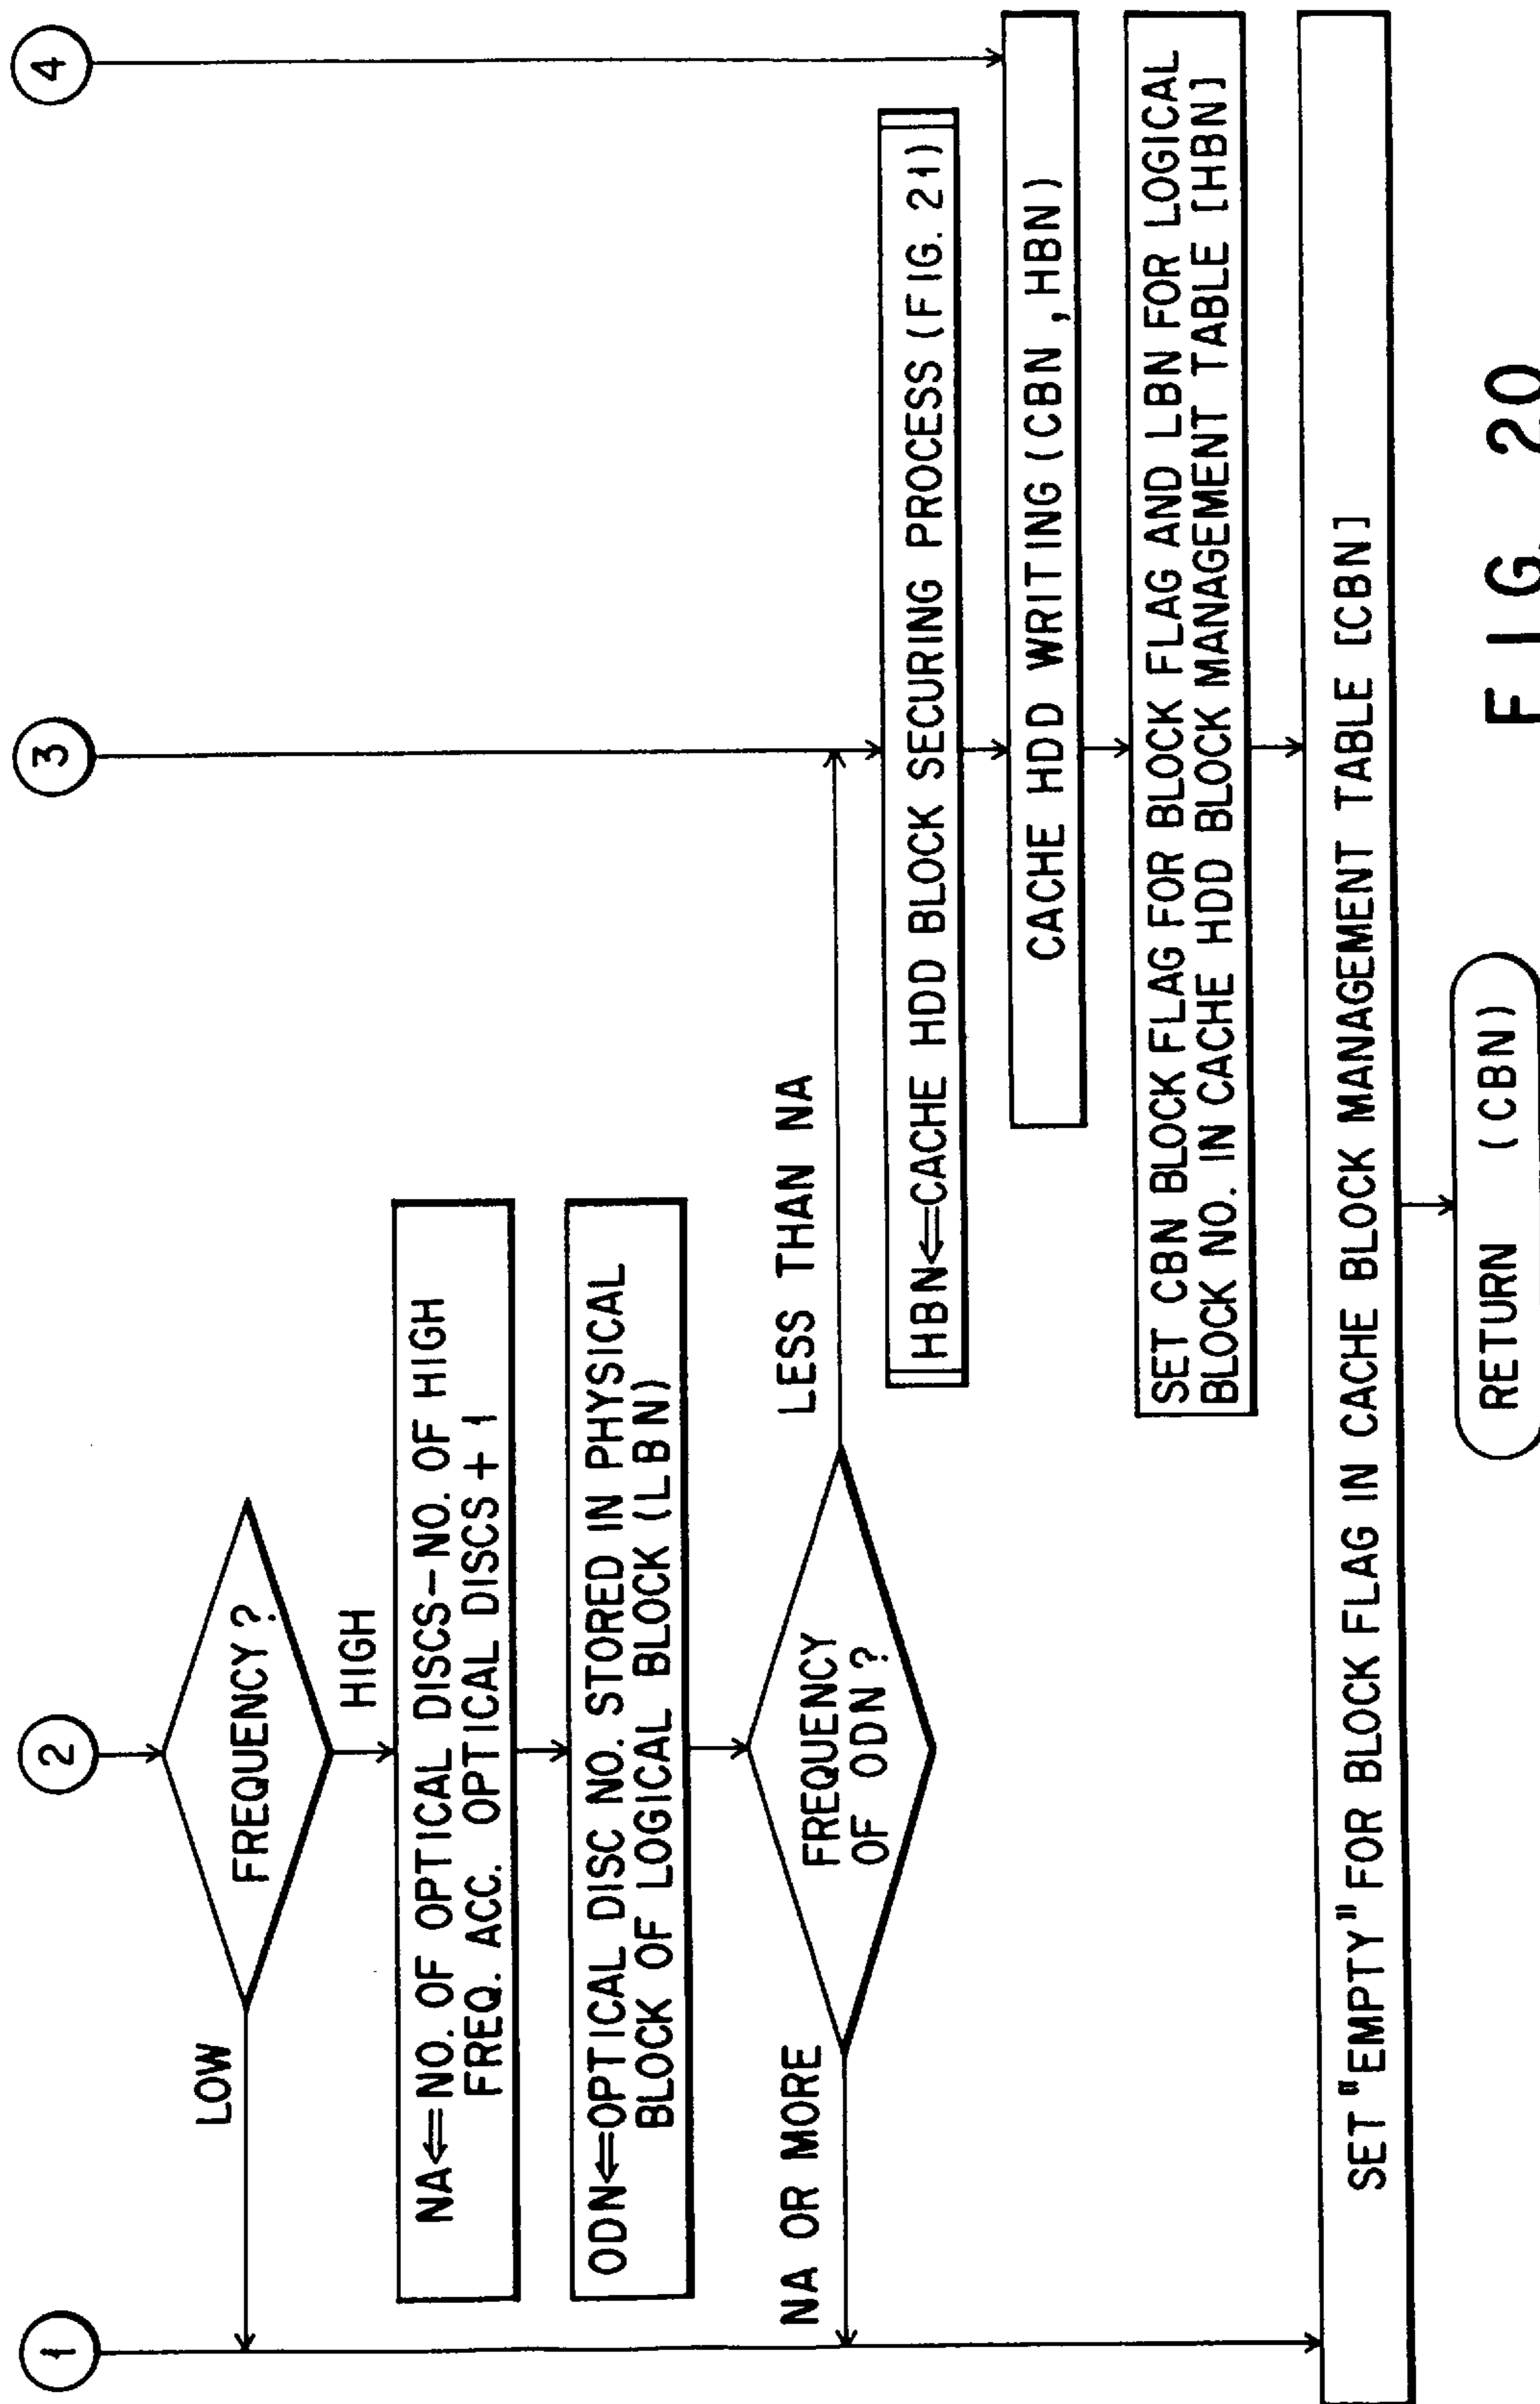 1
2
3
4
FREQUENCY?
LOW
HIGH
NA⇐NO. OF OPTICAL DISCS-NO. OF HIGH
FREQ. ACC. OPTICAL DISCS + 1
ODN⇐OPTICAL DISC NO. STORED IN PHYSICAL
BLOCK OF LOGICAL BLOCK (LBN)
FREQUENCY
OF ODN?
NA OR MORE
LESS THAN NA
HBN⇐CACHE HDD BLOCK SECURING PROCESS (FIG. 21)
CACHE HDD WRITING (CBN, HBN)
SET CBN BLOCK FLAG FOR BLOCK FLAG AND LBN FOR LOGICAL
BLOCK NO. IN CACHE HDD BLOCK MANAGEMENT TABLE [HBN]
SET "EMPTY" FOR BLOCK FLAG IN CACHE BLOCK MANAGEMENT TABLE [CBN]
RETURN (CBN)
FIG. 20